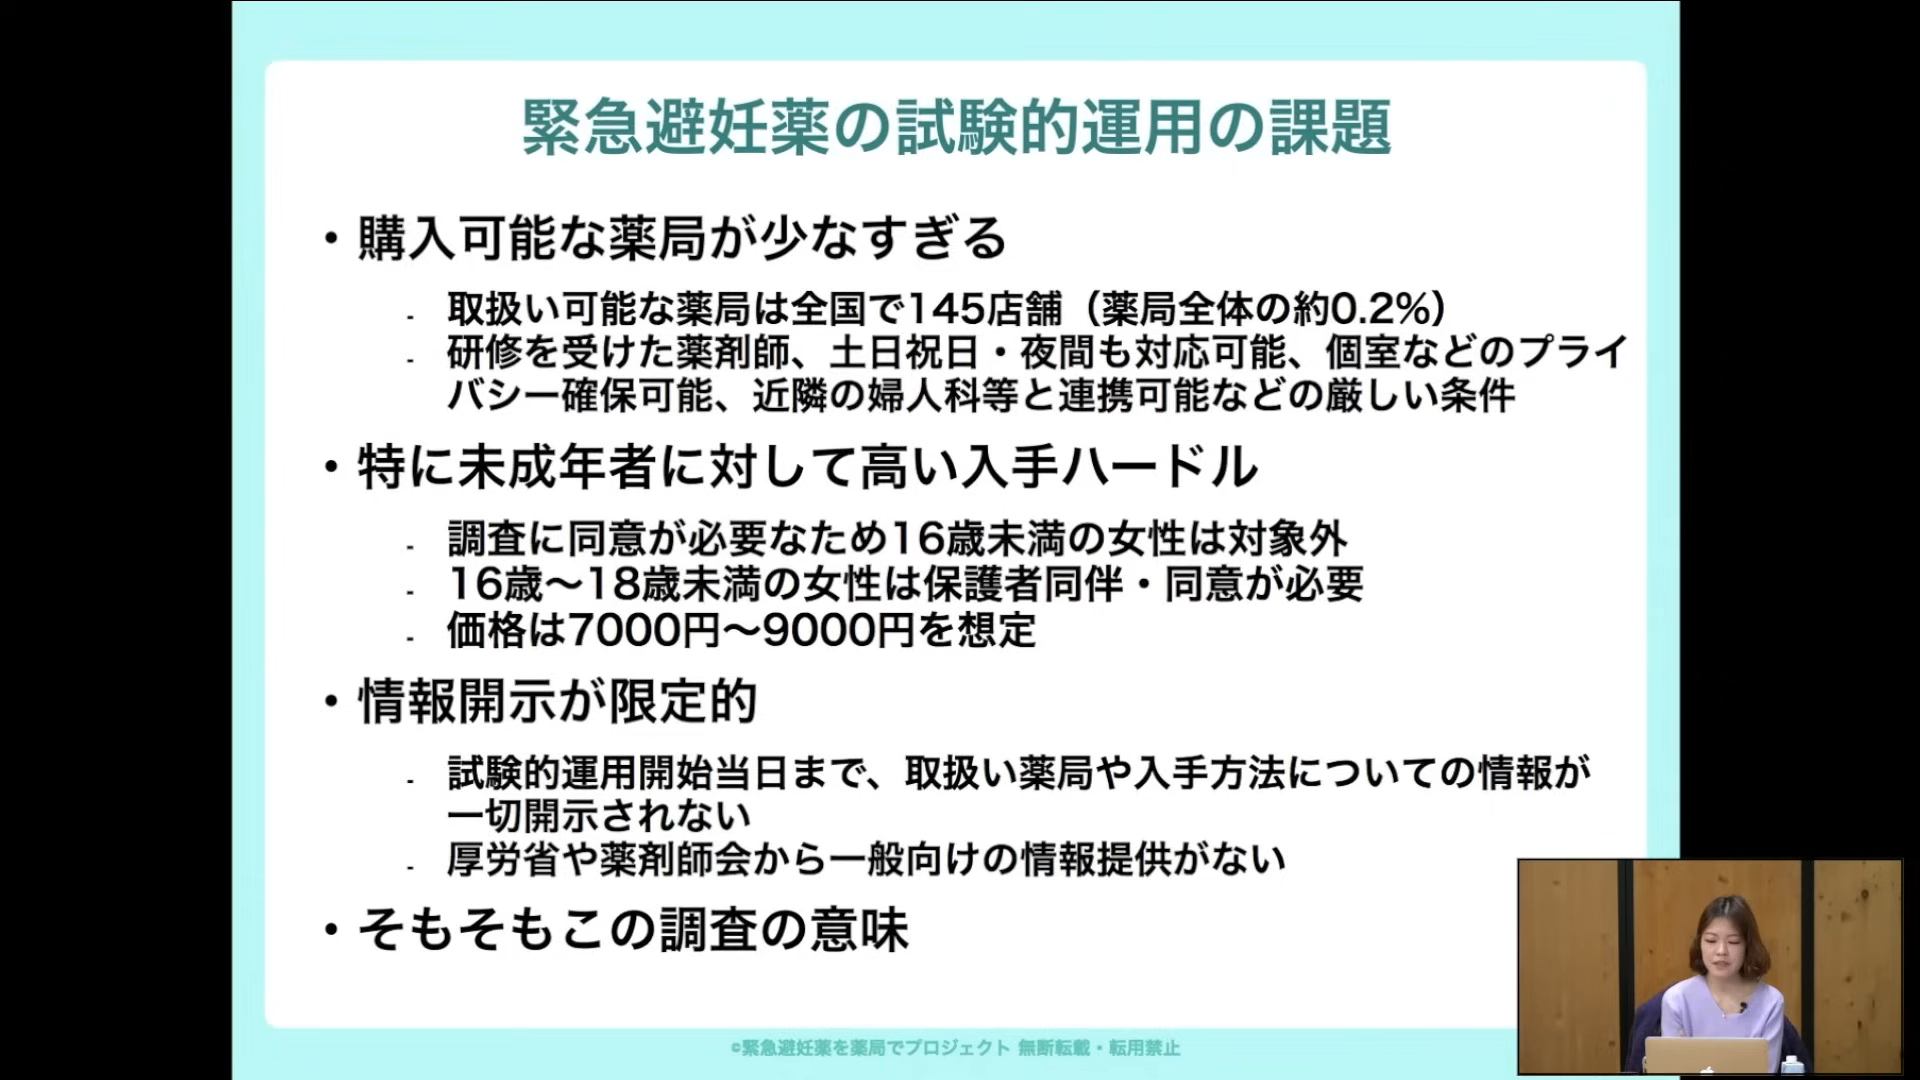 緊急避妊薬の試験的運用の課題
・購入可能な薬局が少なすぎる
- 取扱い可能な薬局は全国で145店舗（薬局全体の約0.2%）
- 研修を受けた薬剤師、土日祝日・夜間も対応可能、個室などのプライ
バシー確保可能、近隣の婦人科等と連携可能などの厳しい条件
・特に未成年者に対して高い入手ハードル
- 調査に同意が必要なため16歳未満の女性は対象外
- 16歳〜18歳未満の女性は保護者同伴・同意が必要
- 価格は7000円〜9000円を想定
・情報開示が限定的
- 試験的運用開始当日まで、取扱い薬局や入手方法についての情報が
一切開示されない
- 厚労省や薬剤師会から一般向けの情報提供がない
・そもそもこの調査の意味
©緊急避妊薬を薬局でプロジェクト 無断転載・転用禁止